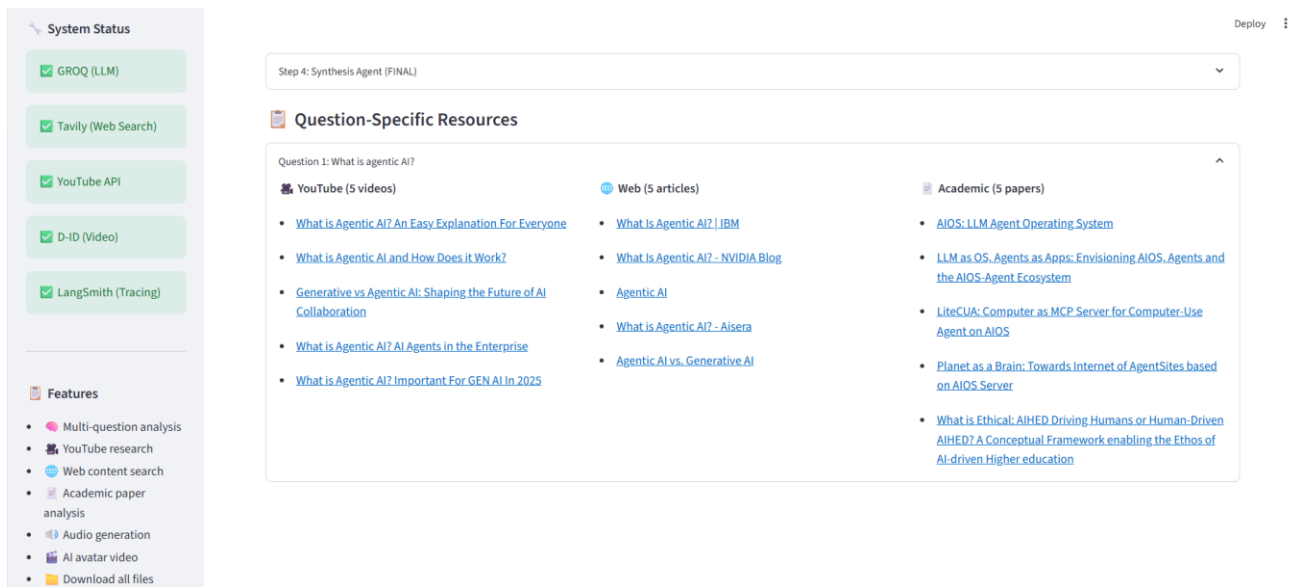 System Status
GROQ (LLM)
Tavily (Web Search)
YouTube API
D-ID (Video)
LangSmith (Tracing)
Features
Multi-question analysis
YouTube research
Web content search
Academic paper
analysis
Audio generation
AI avatar video
Download all files
Deploy
Step 4: Synthesis Agent (FINAL)
Question-Specific Resources
Question 1: What is agentic AI?
YouTube (5 videos)
What is Agentic AI? An Easy Explanation For Everyone
What is Agentic AI and How Does it Work?
Generative vs Agentic AI: Shaping the Future of AI
Collaboration
What is Agentic AI? AI Agents in the Enterprise
What is Agentic AI? Important For GEN AI In 2025
Web (5 articles)
What Is Agentic AI? | IBM
What Is Agentic AI? - NVIDIA Blog
Agentic AI
What is Agentic AI? - Aisera
Agentic AI vs. Generative AI
Academic (5 papers)
AIOS: LLM Agent Operating System
LLM as OS, Agents as Apps: Envisioning AIOS, Agents and
the AIOS-Agent Ecosystem
LiteCUA: Computer as MCP Server for Computer-Use
Agent on AIOS
Planet as a Brain: Towards Internet of AgentSites based
on AIOS Server
What is Ethical: AIHED Driving Humans or Human-Driven
AIHED? A Conceptual Framework enabling the Ethos of
AI-driven Higher education